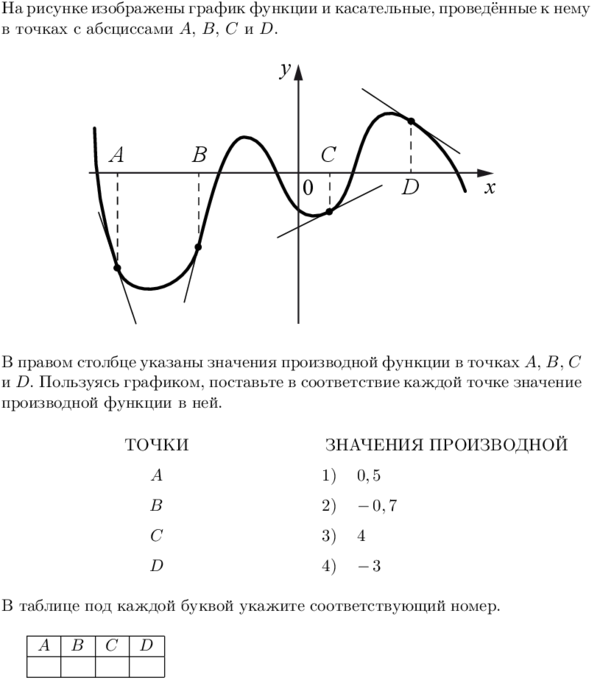 На рисунке изображены график функции и касательные, проведённые к нему
в точках с абсциссами A, B, C и D.
y
A B C
0 D x
В правом столбце указаны значения производной функции в точках A, B, C
и D. Пользуясь графиком, поставьте в соответствие каждой точке значение
производной функции в ней.
ТОЧКИ ЗНАЧЕНИЯ ПРОИЗВОДНОЙ
A 1) 0,5
B 2) −0,7
C 3) 4
D 4) −3
В таблице под каждой буквой укажите соответствующий номер.
A B C D